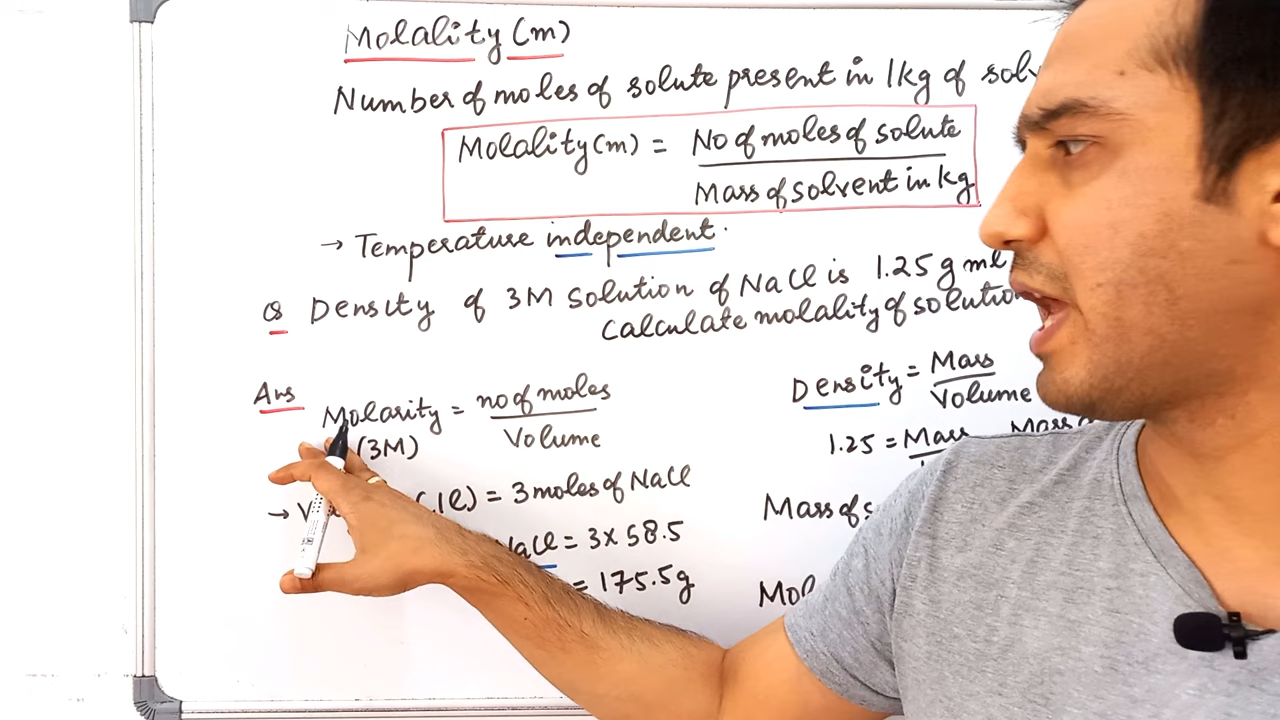 Molality (m)
Number of moles of solute present in 1kg of solv
Molality (m) = No of moles of solute
Mass of solvent in kg
→ Temperature independent.
Q Density of 3M solution of NaCl is 1.25 g ml
Calculate molality of solution
Ans
Molarity = no of moles
Volume
(3M)
→ V (1l) = 3 moles of NaCl
NaCl = 3 x 58.5
= 175.5g
Density = Mass
Volume
1.25 = Mass
Mass of s
Mol